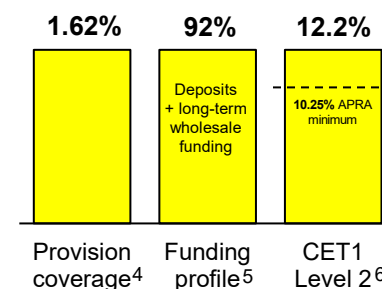 1.62% 92% 12.2%
Deposits
+ long-term
wholesale
funding
10.25% APRA
minimum
Provision
coverage4
Funding
profile5
CET1
Level 26